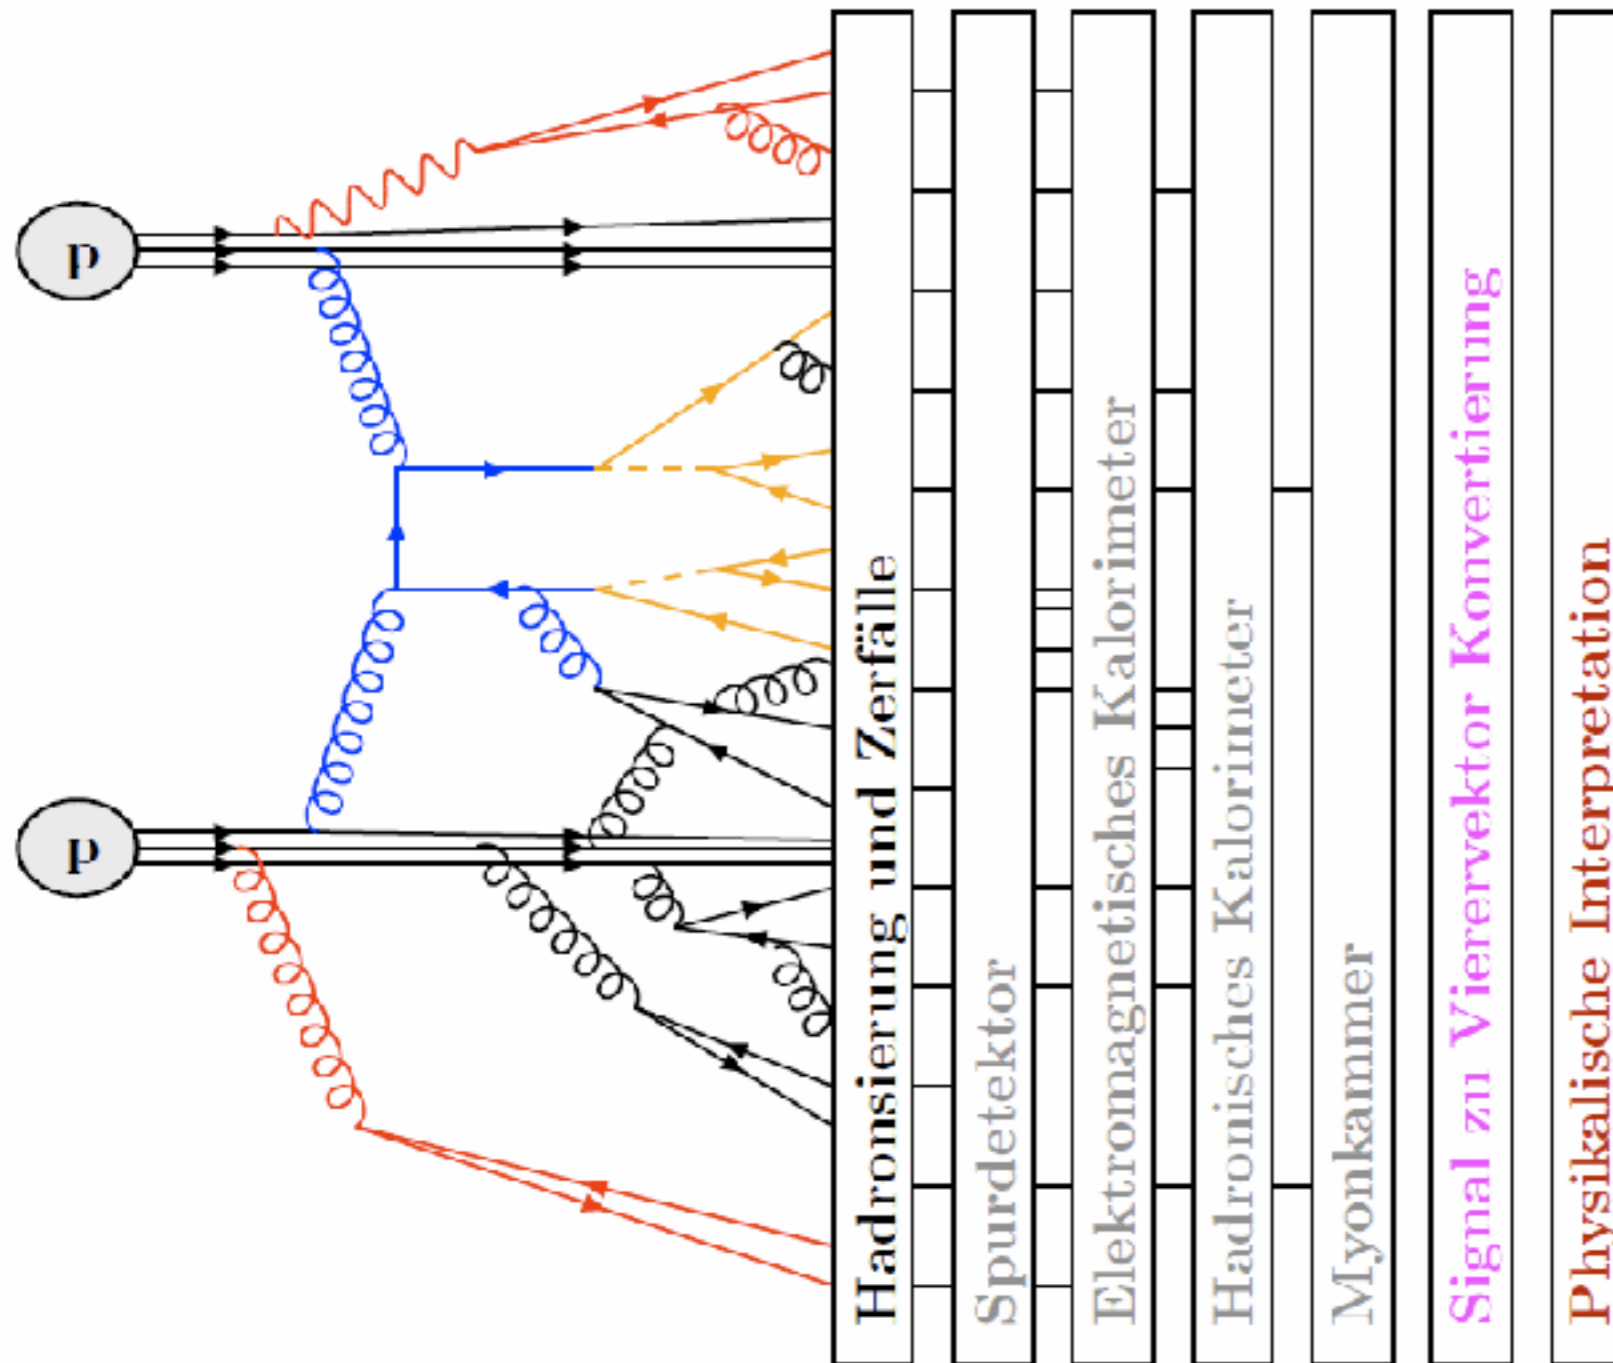 p
p
Hadronsierung und Zerfälle
Spurdetektor
Elektromagnetisches Kalorimeter
Hadronisches Kalorimeter
Myonkammer
Signal zu Vierervektor Konvertierung
Physikalische Interpretation